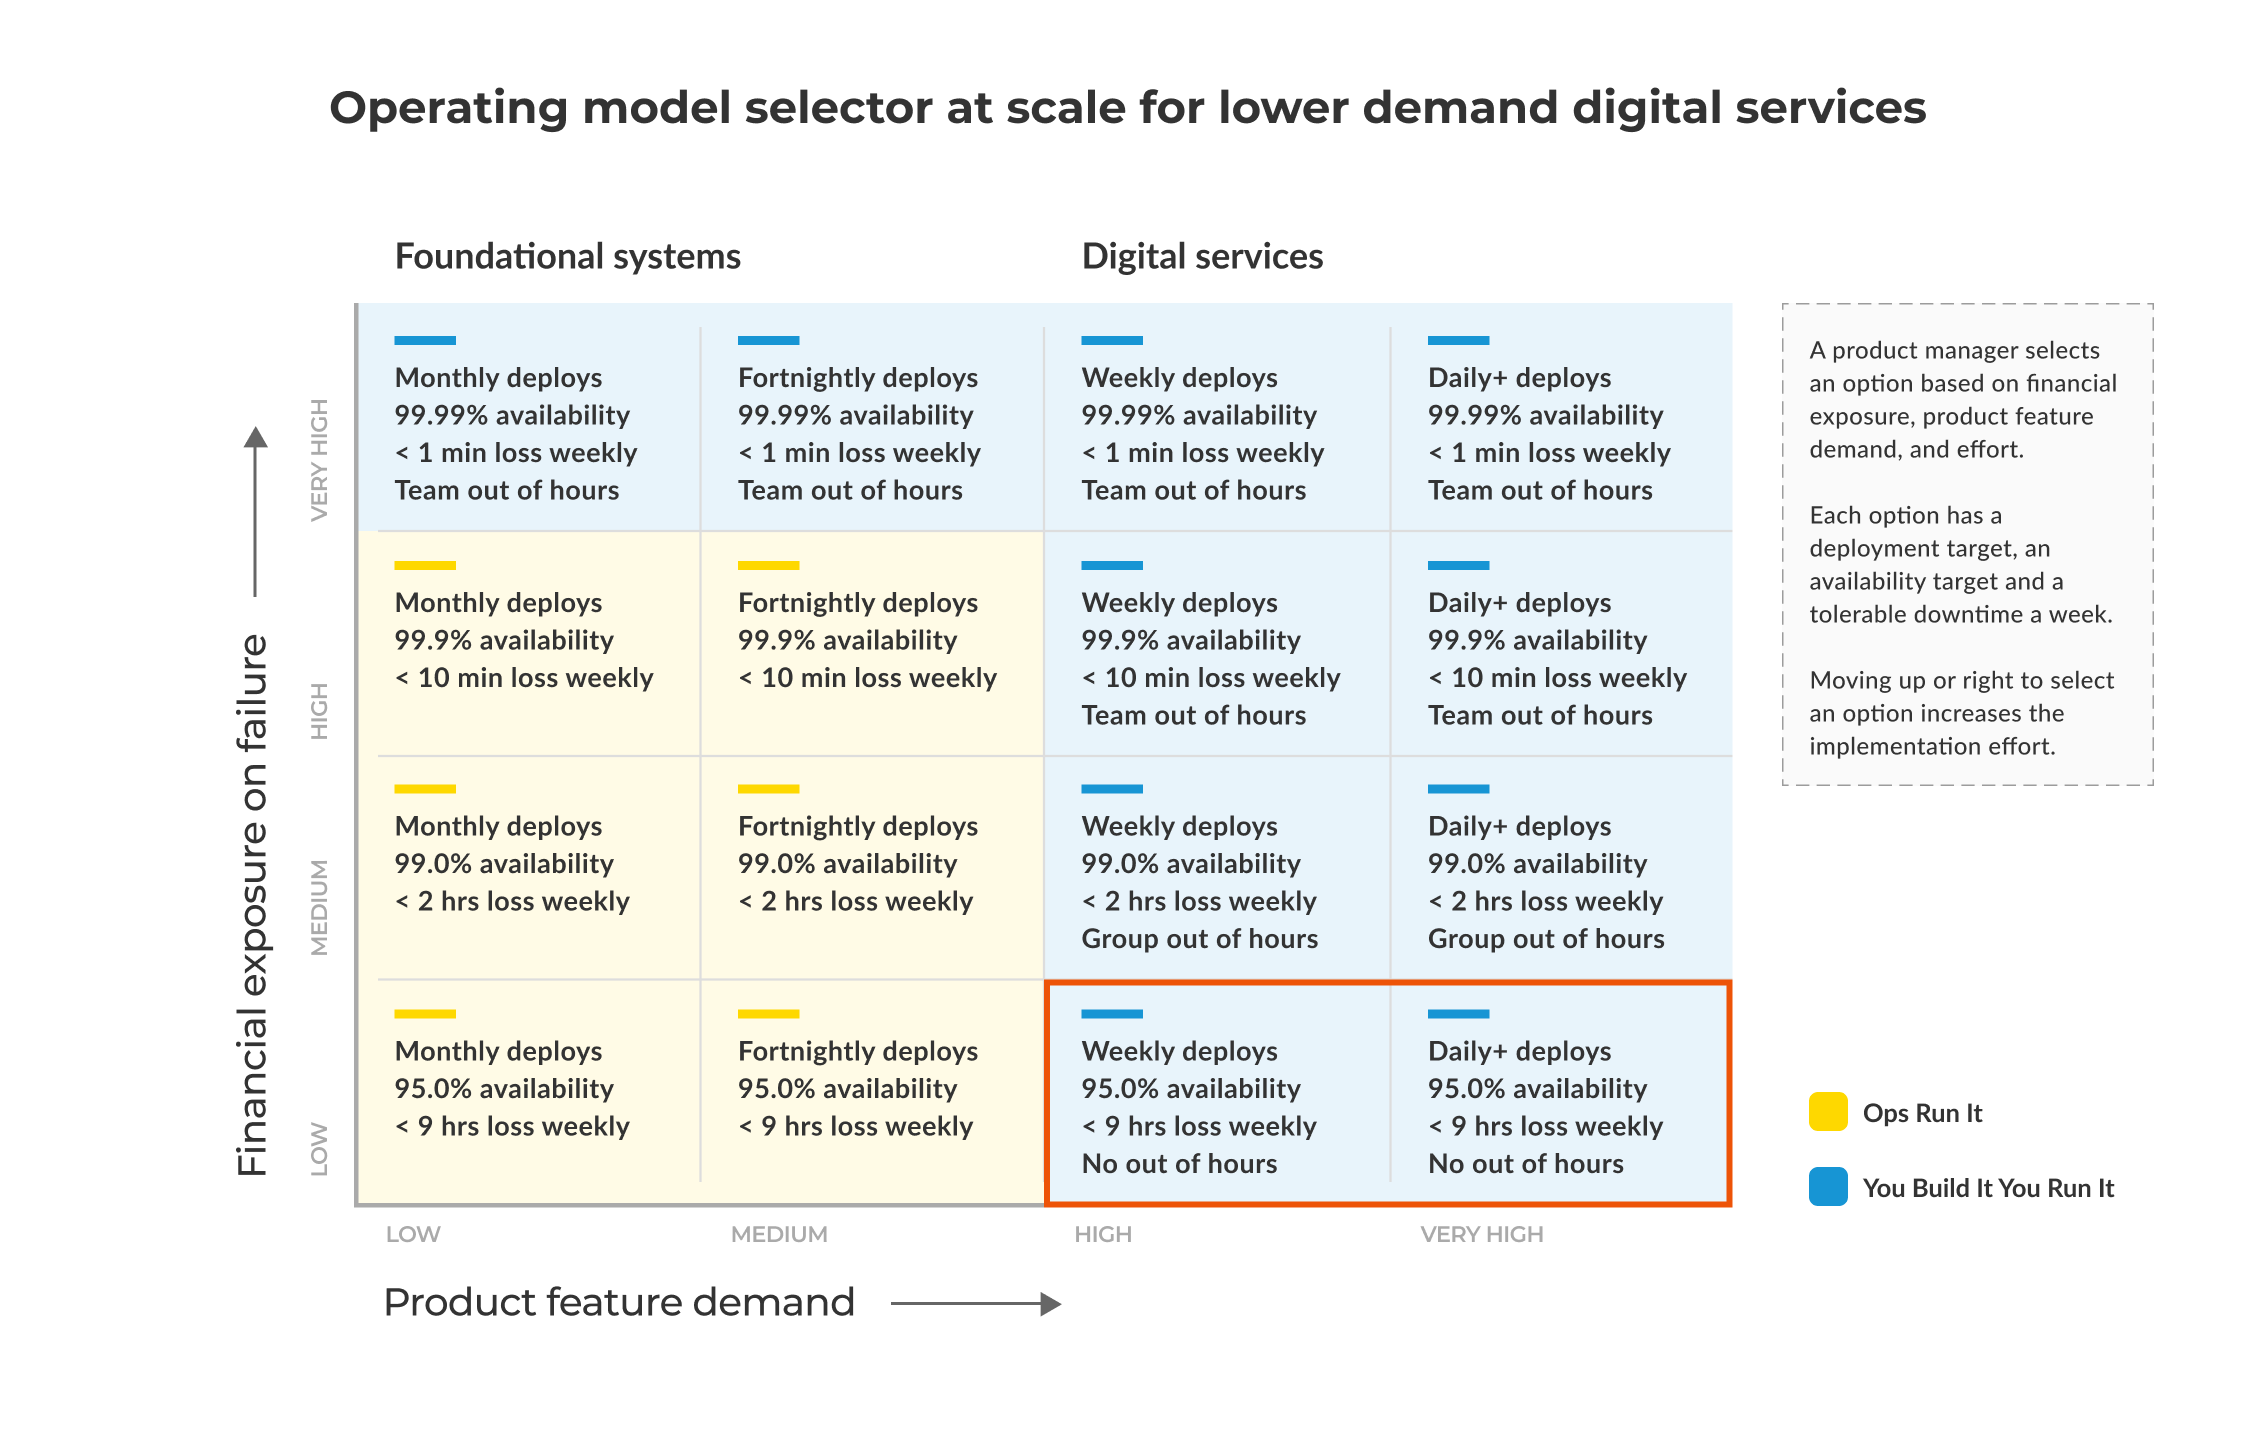 Operating model selector at scale for lower demand digital services
Foundational systems
Digital services
Financial exposure on failure
VERY HIGH
Monthly deploys
99.99% availability
< 1 min loss weekly
Team out of hours
Fortnightly deploys
99.99% availability
< 1 min loss weekly
Team out of hours
Weekly deploys
99.99% availability
< 1 min loss weekly
Team out of hours
Daily+ deploys
99.99% availability
< 1 min loss weekly
Team out of hours
HIGH
Monthly deploys
99.9% availability
< 10 min loss weekly
Fortnightly deploys
99.9% availability
< 10 min loss weekly
Weekly deploys
99.9% availability
< 10 min loss weekly
Team out of hours
Daily+ deploys
99.9% availability
< 10 min loss weekly
Team out of hours
MEDIUM
Monthly deploys
99.0% availability
< 2 hrs loss weekly
Fortnightly deploys
99.0% availability
< 2 hrs loss weekly
Weekly deploys
99.0% availability
< 2 hrs loss weekly
Group out of hours
Daily+ deploys
99.0% availability
< 2 hrs loss weekly
Group out of hours
LOW
Monthly deploys
95.0% availability
< 9 hrs loss weekly
Fortnightly deploys
95.0% availability
< 9 hrs loss weekly
Weekly deploys
95.0% availability
< 9 hrs loss weekly
No out of hours
Daily+ deploys
95.0% availability
< 9 hrs loss weekly
No out of hours
LOW
MEDIUM
HIGH
VERY HIGH
Product feature demand
A product manager selects
an option based on financial
exposure, product feature
demand, and effort.
Each option has a
deployment target, an
availability target and a
tolerable downtime a week.
Moving up or right to select
an option increases the
implementation effort.
Ops Run It
You Build It You Run It